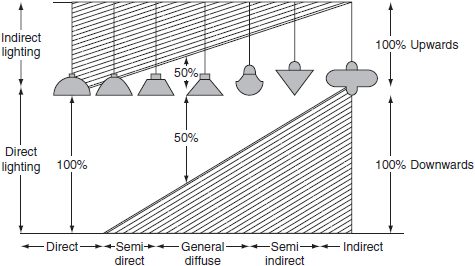 Indirect
lighting
100% Upwards
50%
50%
Direct
lighting
100%
100% Downwards
Direct
Semi-
direct
General
diffuse
Semi
indirect
Indirect